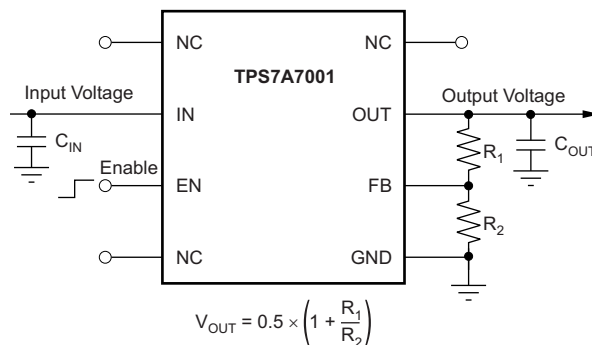 NC NC
TPS7A7001
Input Voltage IN OUT Output Voltage
C_IN R_1 C_OUT
Enable EN FB
R_2
NC GND
V_OUT = 0.5 × (1 + R_1/R_2)